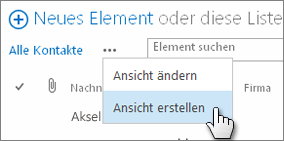 Neues Element oder diese Liste
Alle Kontakte ••• Element suchen
Ansicht ändern
Nachn Firma
Ansicht erstellen
Aksel